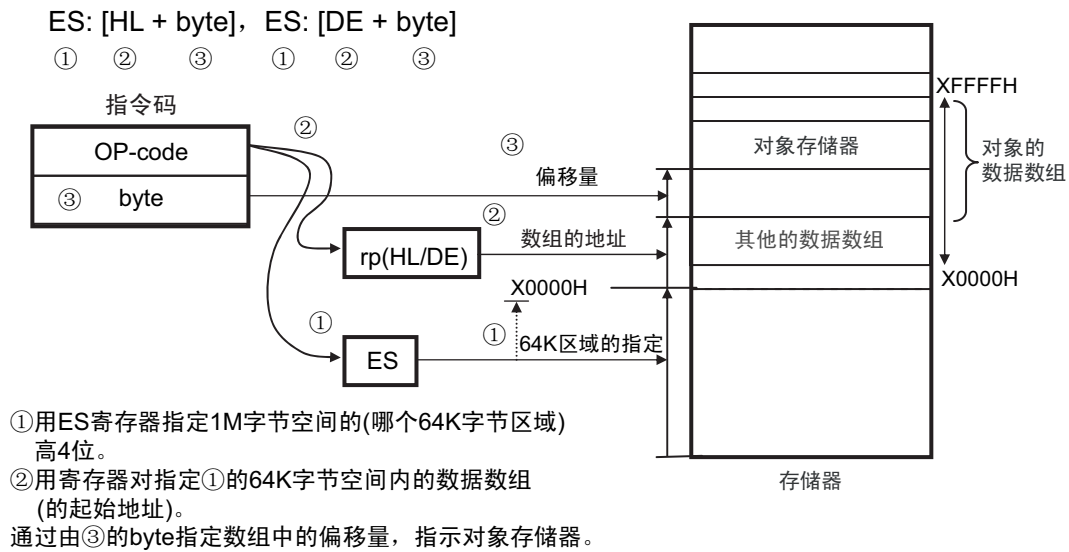 ES: [HL + byte]，ES: [DE + byte]
① ② ③ ① ② ③
指令码
OP-code
③ byte
②
③
偏移量
②
数组的地址
rp(HL/DE)
X0000H
①
①
64K区域的指定
ES
XFFFFH
对象存储器
对象的
数据数组
其他的数据数组
X0000H
存储器
①用ES寄存器指定1M字节空间的(哪个64K字节区域)
高4位。
②用寄存器对指定①的64K字节空间内的数据数组
(的起始地址)。
通过由③的byte指定数组中的偏移量，指示对象存储器。